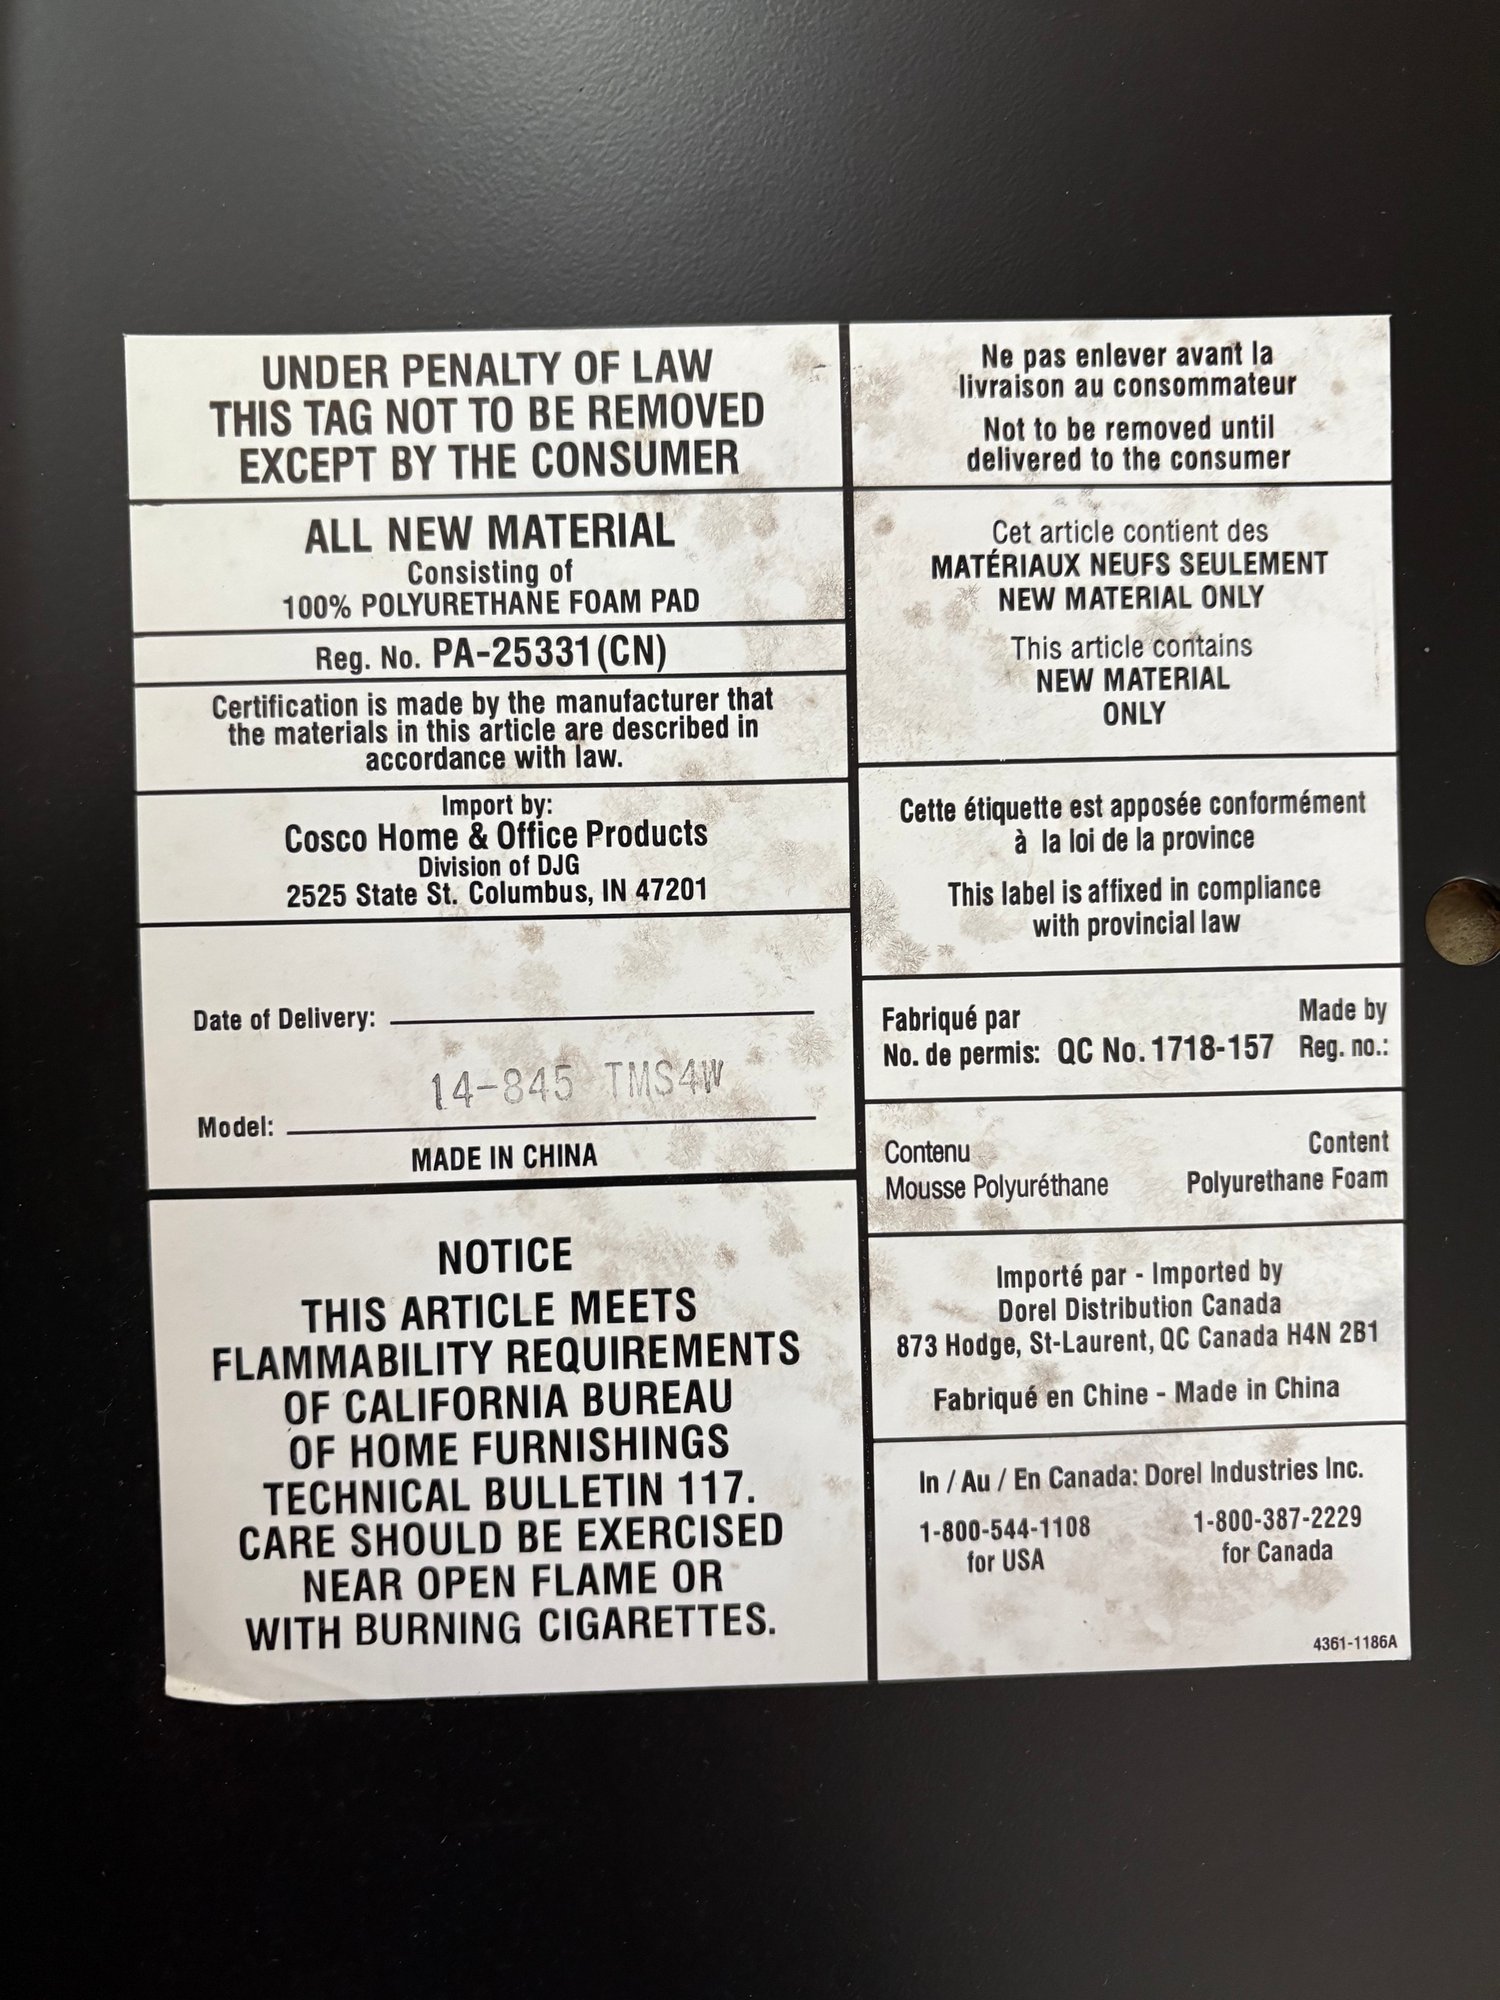 UNDER PENALTY OF LAW
THIS TAG NOT TO BE REMOVED
EXCEPT BY THE CONSUMER
ALL NEW MATERIAL
Consisting of
100% POLYURETHANE FOAM PAD
Reg. No. PA-25331(CN)
Certification is made by the manufacturer that
the materials in this article are described in
accordance with law.
Import by:
Cosco Home & Office Products
Division of DJG
2525 State St. Columbus, IN 47201
Date of Delivery:
14-845 TMS4W
Model:
MADE IN CHINA
NOTICE
THIS ARTICLE MEETS
FLAMMABILITY REQUIREMENTS
OF CALIFORNIA BUREAU
OF HOME FURNISHINGS
TECHNICAL BULLETIN 117.
CARE SHOULD BE EXERCISED
NEAR OPEN FLAME OR
WITH BURNING CIGARETTES.
Ne pas enlever avant la
livraison au consommateur
Not to be removed until
delivered to the consumer
Cet article contient des
MATÉRIAUX NEUFS SEULEMENT
NEW MATERIAL ONLY
This article contains
NEW MATERIAL
ONLY
Cette étiquette est apposée conformément
à la loi de la province
This label is affixed in compliance
with provincial law
Fabriqué par Made by
No. de permis: QC No. 1718-157 Reg. no.:
Contenu Content
Mousse Polyuréthane Polyurethane Foam
Importé par - Imported by
Dorel Distribution Canada
873 Hodge, St-Laurent, QC Canada H4N 2B1
Fabriqué en Chine - Made in China
In / Au / En Canada: Dorel Industries Inc.
1-800-544-1108 1-800-387-2229
for USA for Canada
4361-1186A